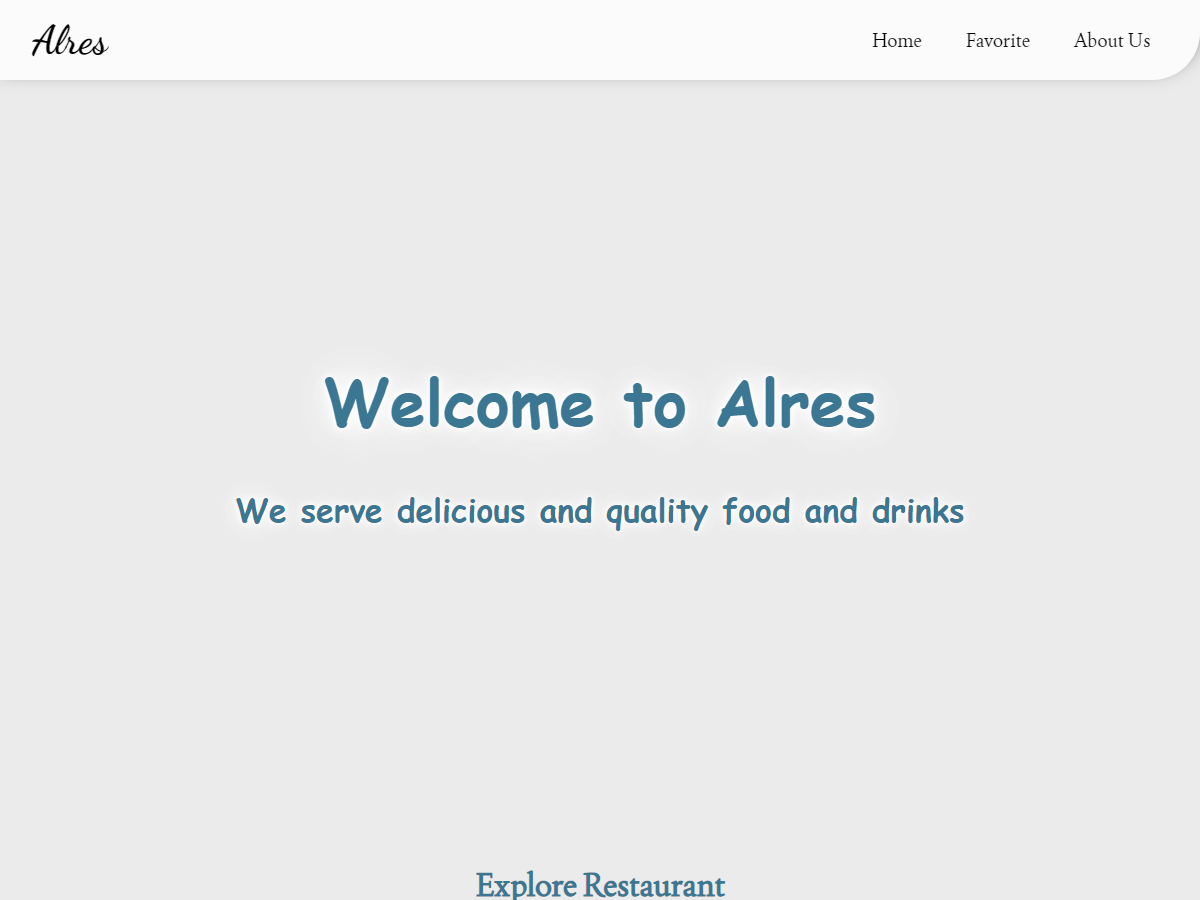 Alres
Home Favorite About Us
Welcome to Alres
We serve delicious and quality food and drinks
Explore Restaurant